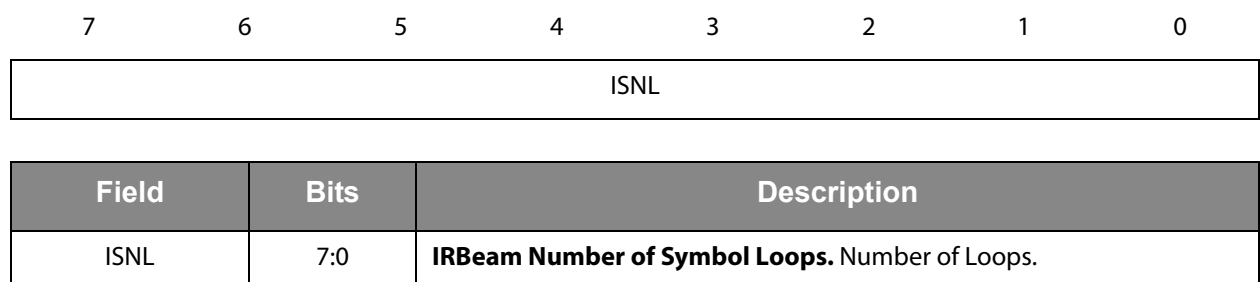 7 6 5 4 3 2 1 0
ISNL
Field Bits Description
ISNL 7:0 IRBeam Number of Symbol Loops. Number of Loops.